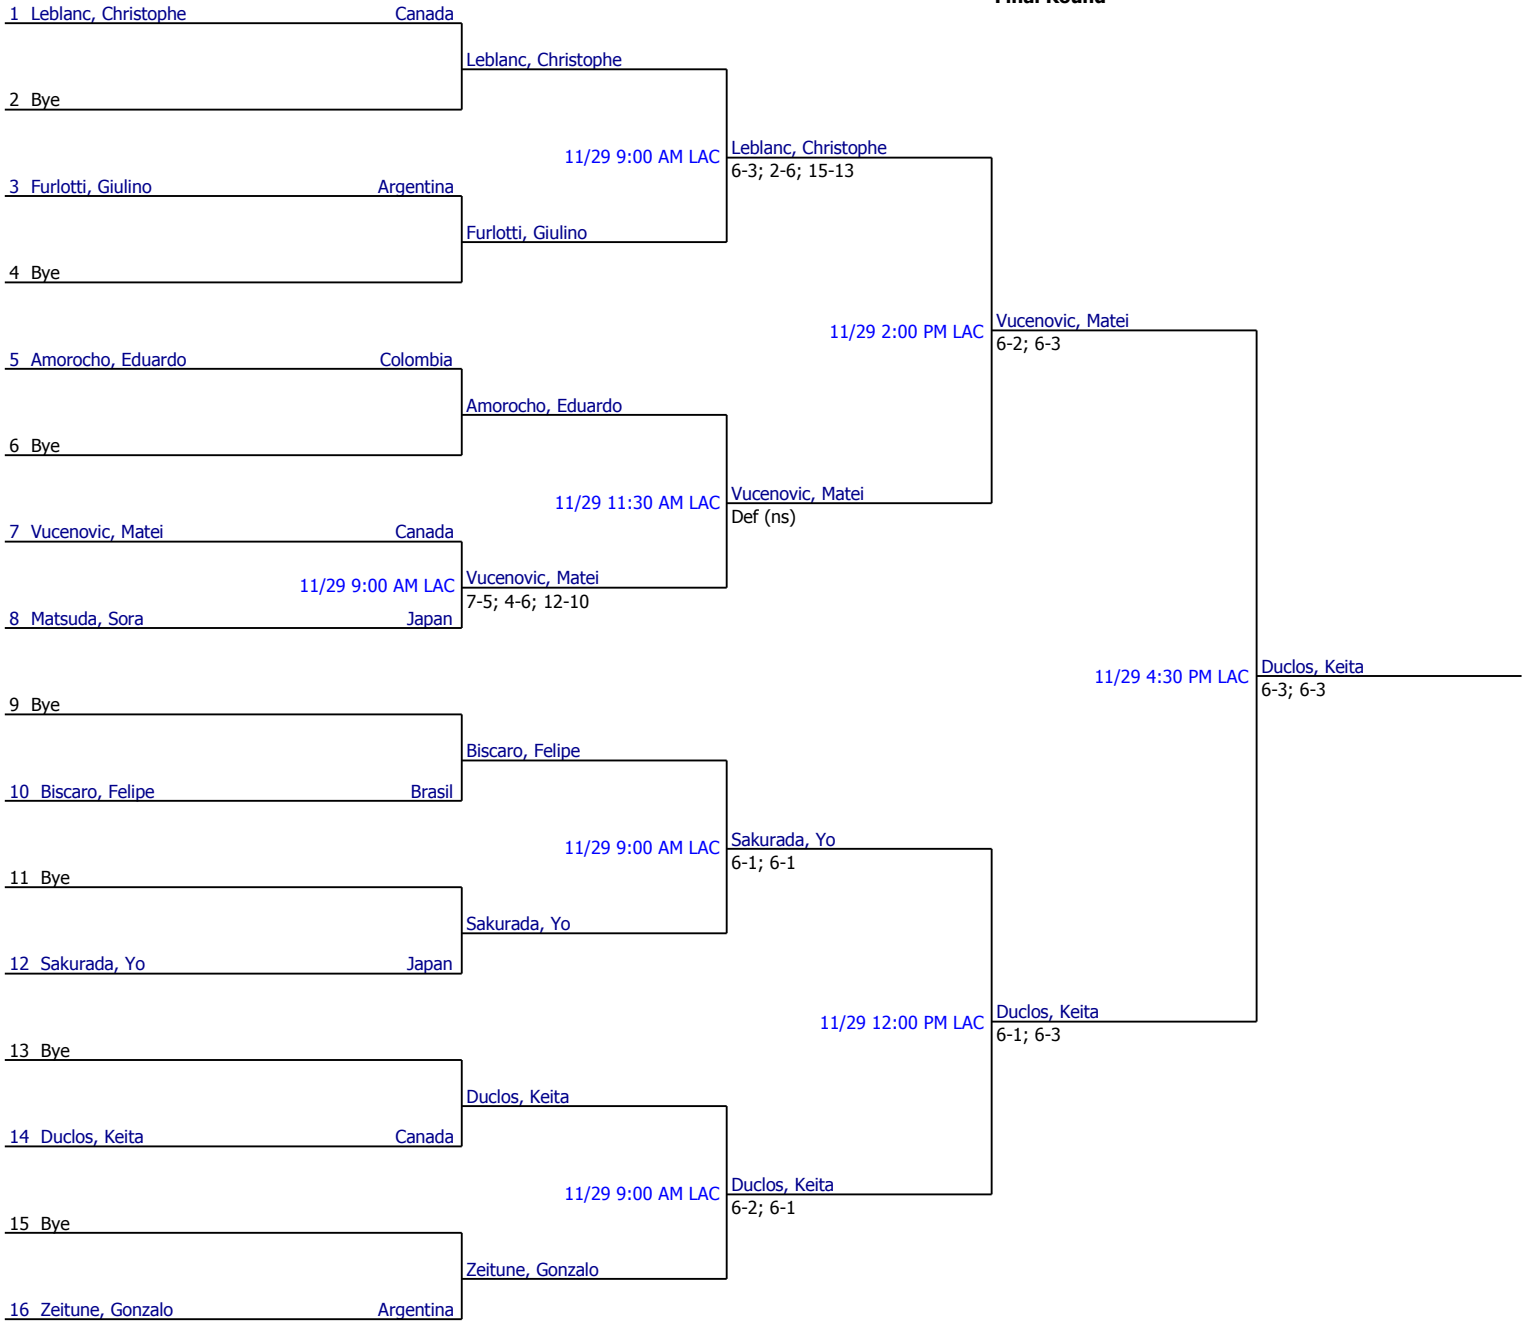 Final Round
1 Leblanc, Christophe Canada
Leblanc, Christophe
2 Bye
11/29 9:00 AM LAC Leblanc, Christophe
6-3; 2-6; 15-13
3 Furlotti, Giulino Argentina
Furlotti, Giulino
4 Bye
11/29 2:00 PM LAC Vucenovic, Matei
6-2; 6-3
5 Amorocho, Eduardo Colombia
Amorocho, Eduardo
6 Bye
11/29 11:30 AM LAC Vucenovic, Matei
Def (ns)
7 Vucenovic, Matei Canada
11/29 9:00 AM LAC Vucenovic, Matei
7-5; 4-6; 12-10
8 Matsuda, Sora Japan
11/29 4:30 PM LAC Duclos, Keita
6-3; 6-3
9 Bye
Biscaro, Felipe
10 Biscaro, Felipe Brasil
11/29 9:00 AM LAC Sakurada, Yo
6-1; 6-1
11 Bye
Sakurada, Yo
12 Sakurada, Yo Japan
11/29 12:00 PM LAC Duclos, Keita
6-1; 6-3
13 Bye
Duclos, Keita
14 Duclos, Keita Canada
11/29 9:00 AM LAC Duclos, Keita
6-2; 6-1
15 Bye
Zeitune, Gonzalo
16 Zeitune, Gonzalo Argentina